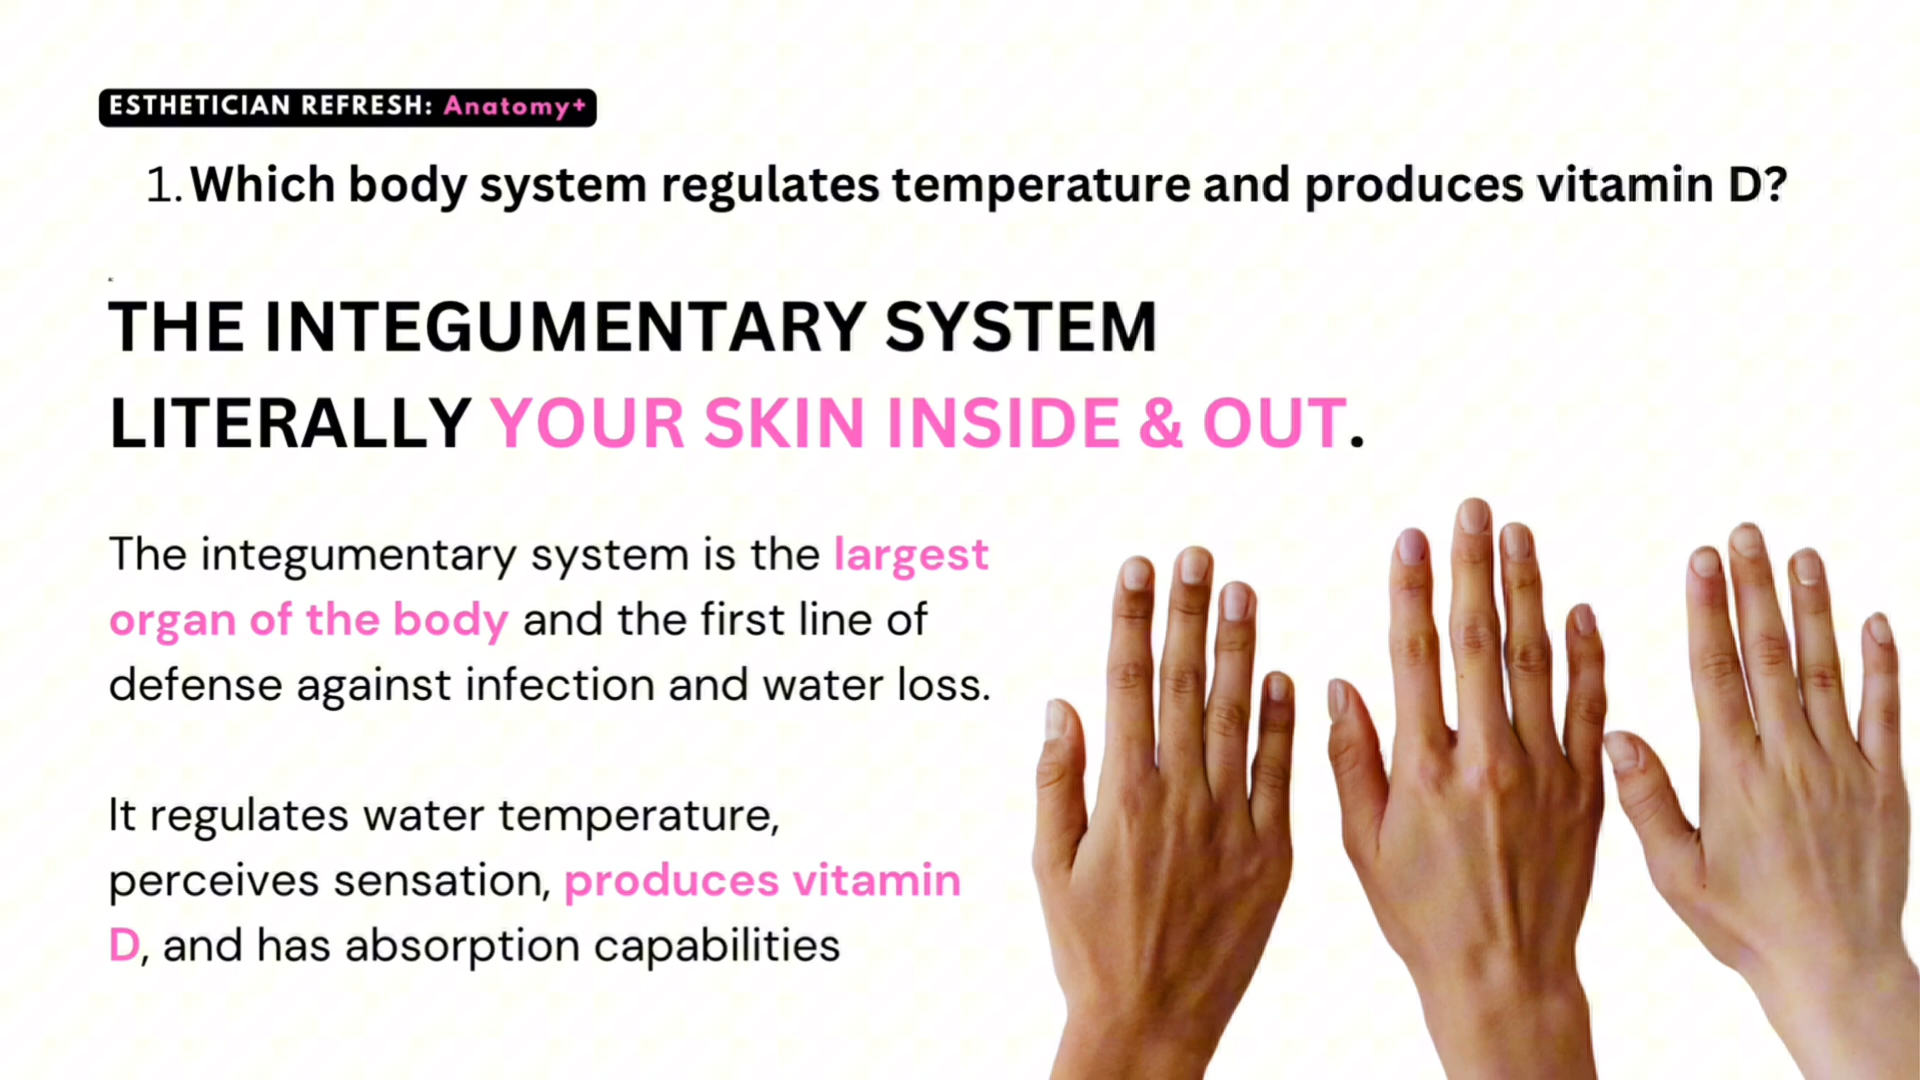 ESTHETICIAN REFRESH: Anatomy+
1. Which body system regulates temperature and produces vitamin D?
THE INTEGUMENTARY SYSTEM
LITERALLY YOUR SKIN INSIDE & OUT.
The integumentary system is the largest
organ of the body and the first line of
defense against infection and water loss.
It regulates water temperature,
perceives sensation, produces vitamin
D, and has absorption capabilities